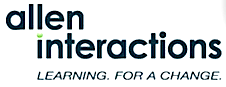 allen
interactions
LEARNING. FOR A CHANGE.